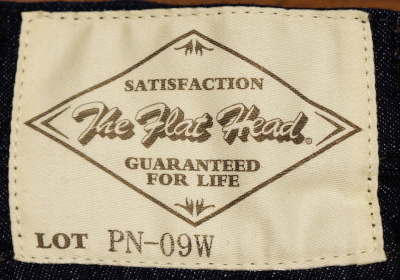 SATISFACTION
The Flat Head®
GUARANTEED
FOR LIFE
LOT PN-09W